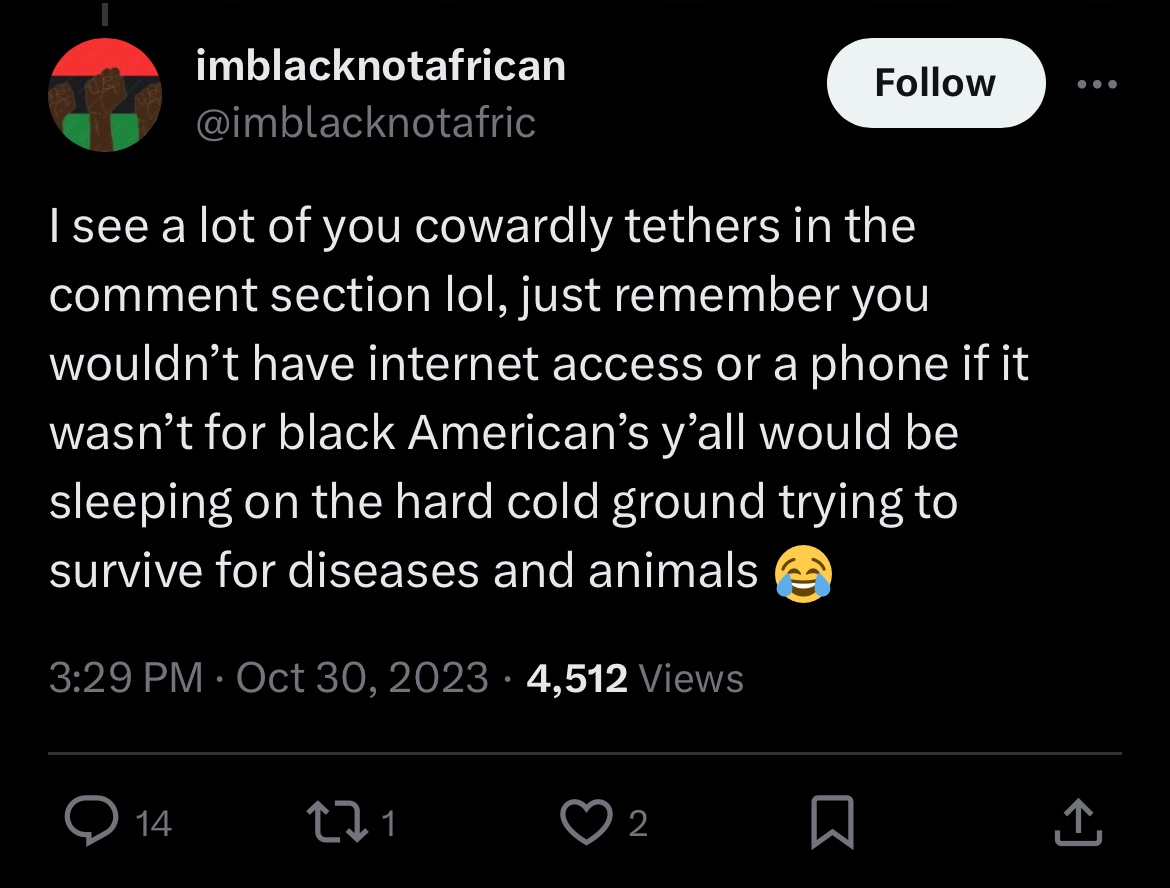 imblacknotafrican
@imblacknotafric
Follow
I see a lot of you cowardly tethers in the
comment section lol, just remember you
wouldn’t have internet access or a phone if it
wasn’t for black American’s y’all would be
sleeping on the hard cold ground trying to
survive for diseases and animals 😂
3:29 PM · Oct 30, 2023 · 4,512 Views
14
1
2